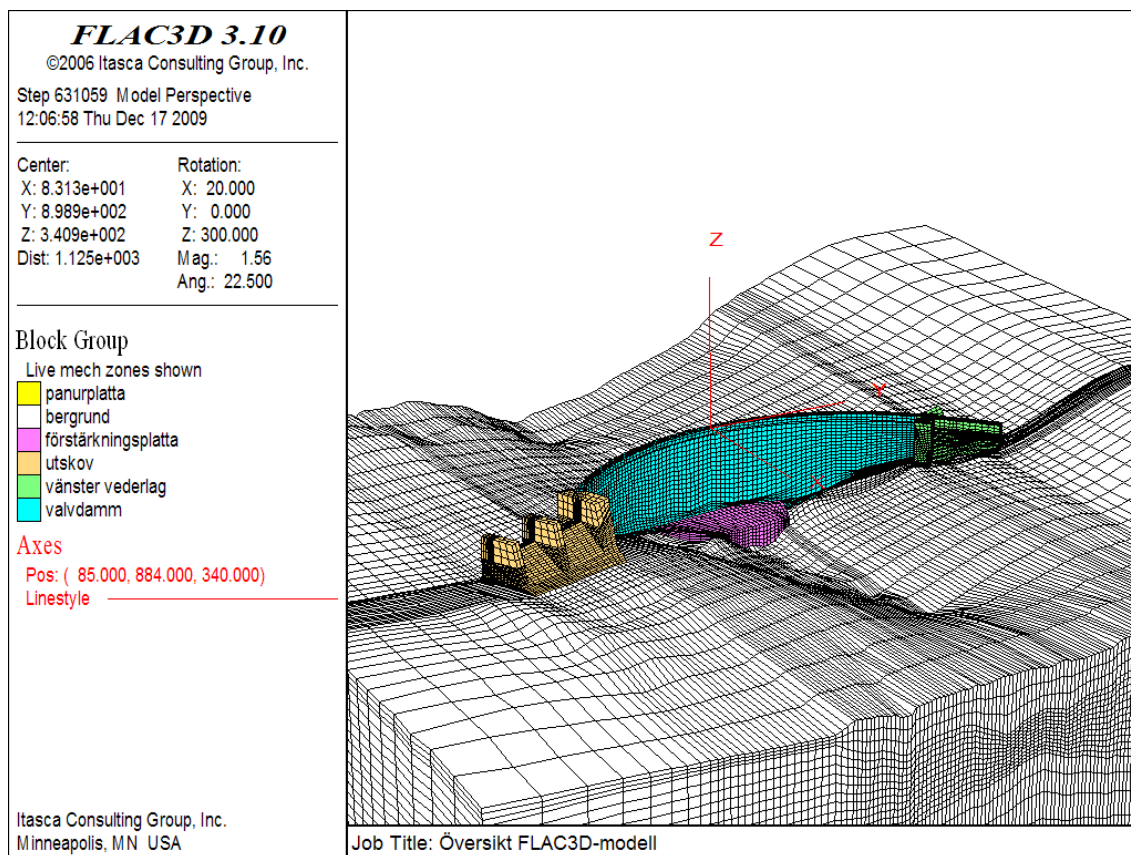 FLAC3D 3.10
©2006 Itasca Consulting Group, Inc.
Step 631059 Model Perspective
12:06:58 Thu Dec 17 2009
Center:
X: 8.313e+001
Y: 8.989e+002
Z: 3.409e+002
Dist: 1.125e+003
Rotation:
X: 20.000
Y: 0.000
Z: 300.000
Mag.: 1.56
Ang.: 22.500
Block Group
Live mech zones shown
panurplatta
bergrund
förstärkningsplatta
utskov
vänster vederlag
valvdamm
Axes
Pos: ( 85.000, 884.000, 340.000)
Linestyle
Itasca Consulting Group, Inc.
Minneapolis, MN USA
Z
Y
Job Title: Översikt FLAC3D-modell